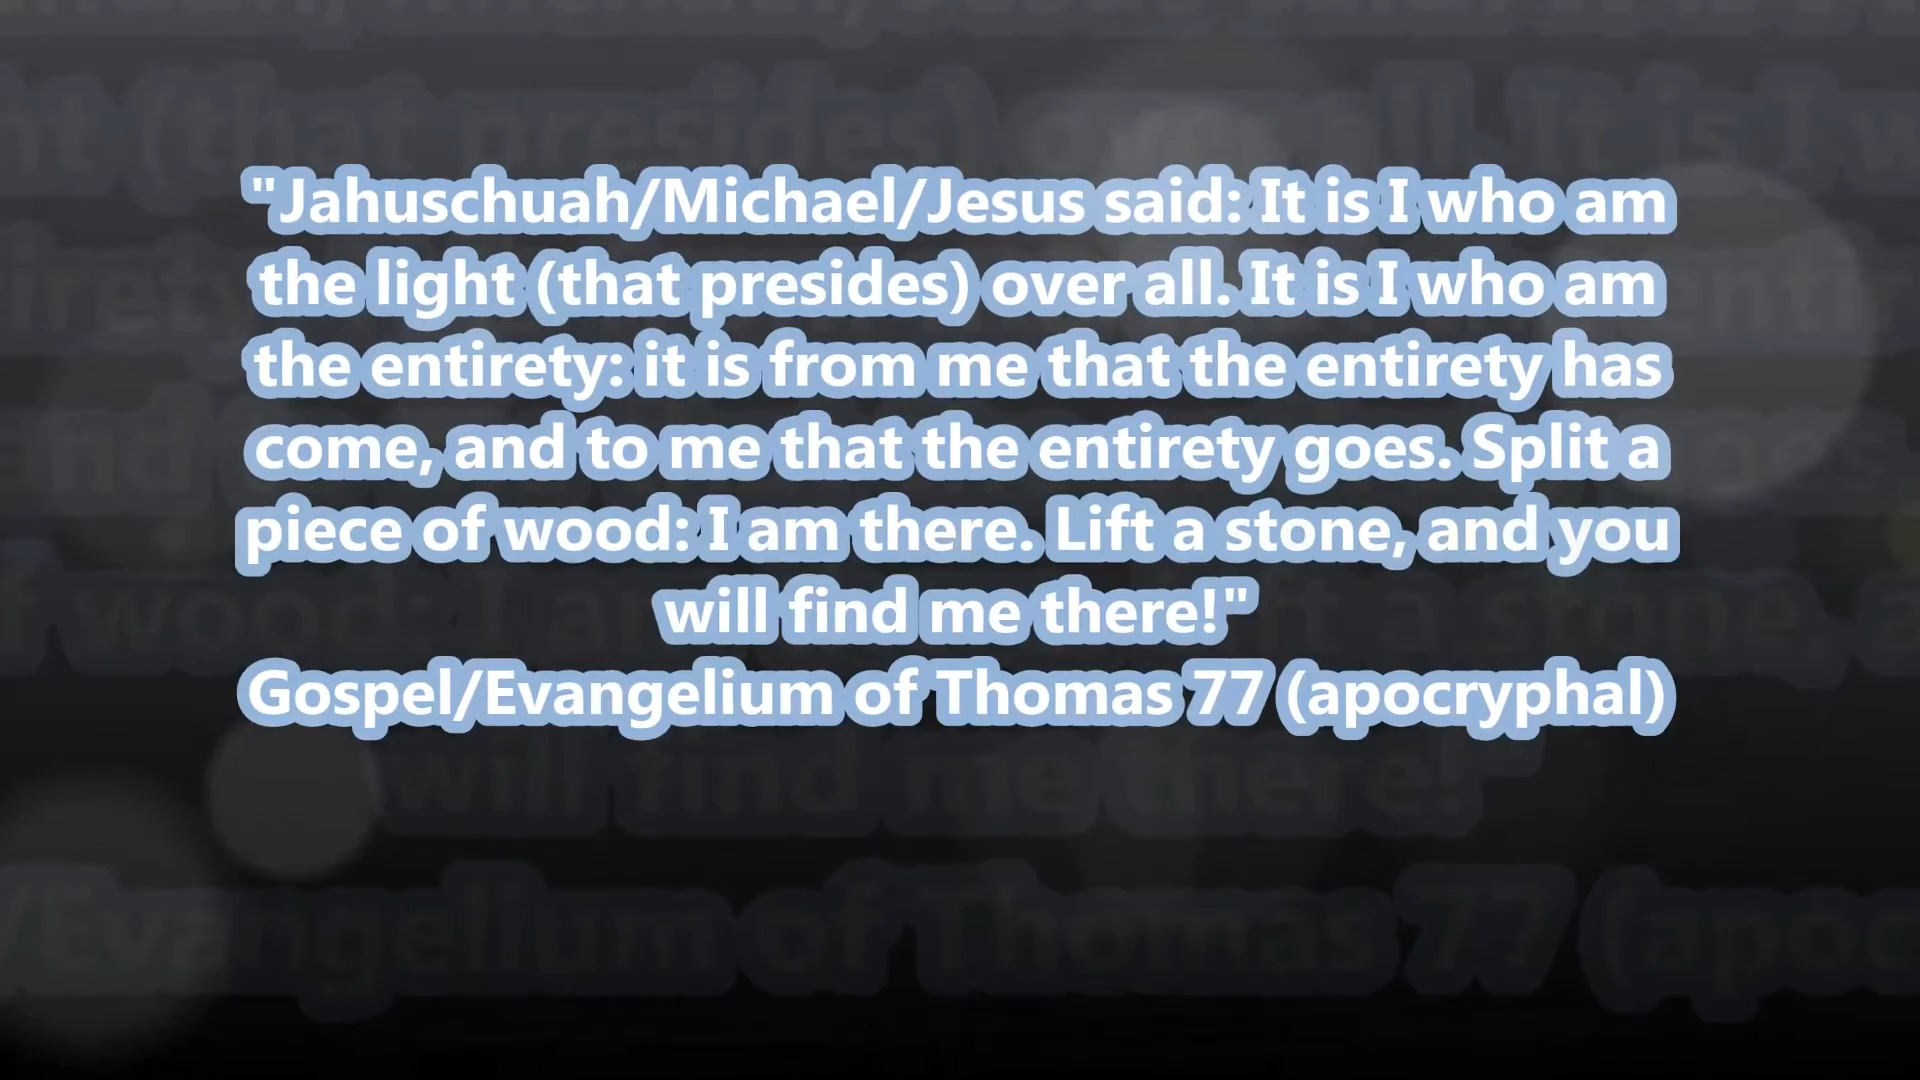 "Jahuschuah/Michael/Jesus said: It is I who am
the light (that presides) over all. It is I who am
the entirety: it is from me that the entirety has
come, and to me that the entirety goes. Split a
piece of wood: I am there. Lift a stone, and you
will find me there!"
Gospel/Evangelium of Thomas 77 (apocryphal)